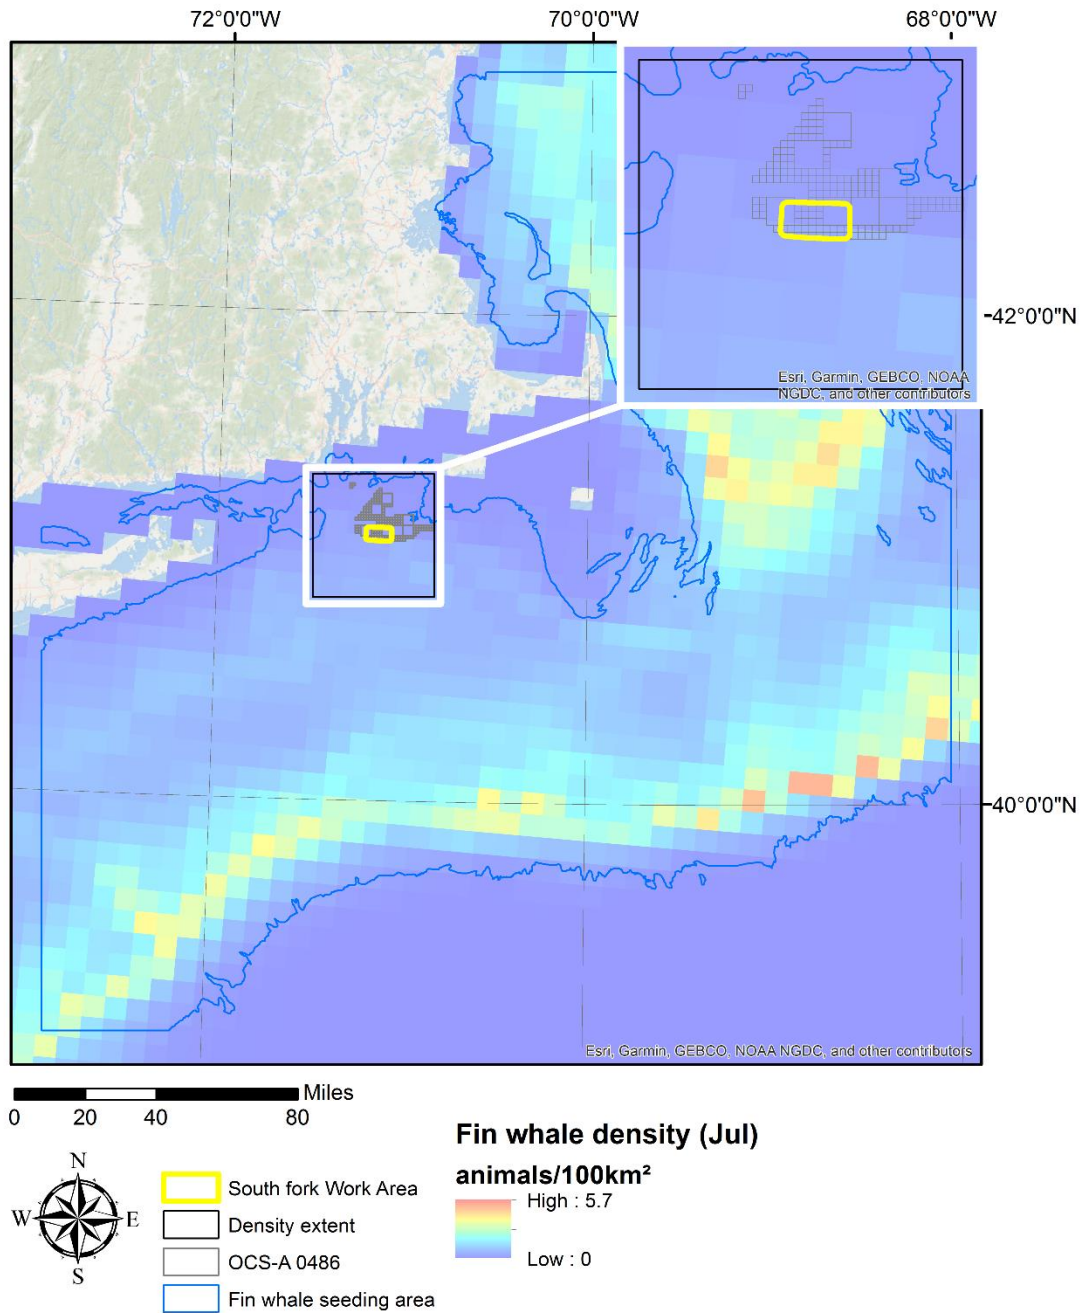 72°0'0"W 70°0'0"W 68°0'0"W
42°0'0"N
Esri, Garmin, GEBCO, NOAA
NGDC, and other contributors
40°0'0"N
Esri, Garmin, GEBCO, NOAA NGDC, and other contributors
Miles
0 20 40 80
N
W E
S
South fork Work Area
Density extent
OCS-A 0486
Fin whale seeding area
Fin whale density (Jul)
animals/100km²
High : 5.7
Low : 0